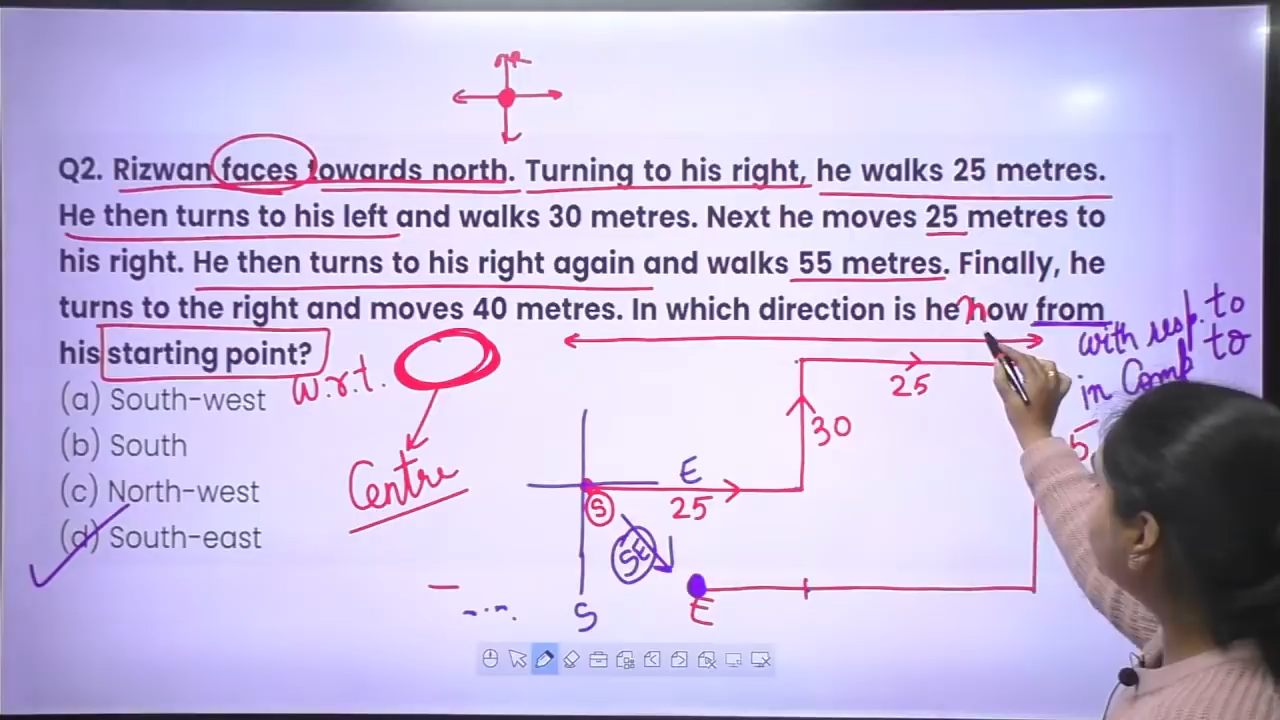 Q2. Rizwan faces towards north. Turning to his right, he walks 25 metres.
He then turns to his left and walks 30 metres. Next he moves 25 metres to
his right. He then turns to his right again and walks 55 metres. Finally, he
turns to the right and moves 40 metres. In which direction is he now from
his starting point?
w.r.t.
with resp. to
in Comp to
(a) South-west
(b) South
(c) North-west
(d) South-east
Centre
25
30
5
E
25
S
SE
S
E